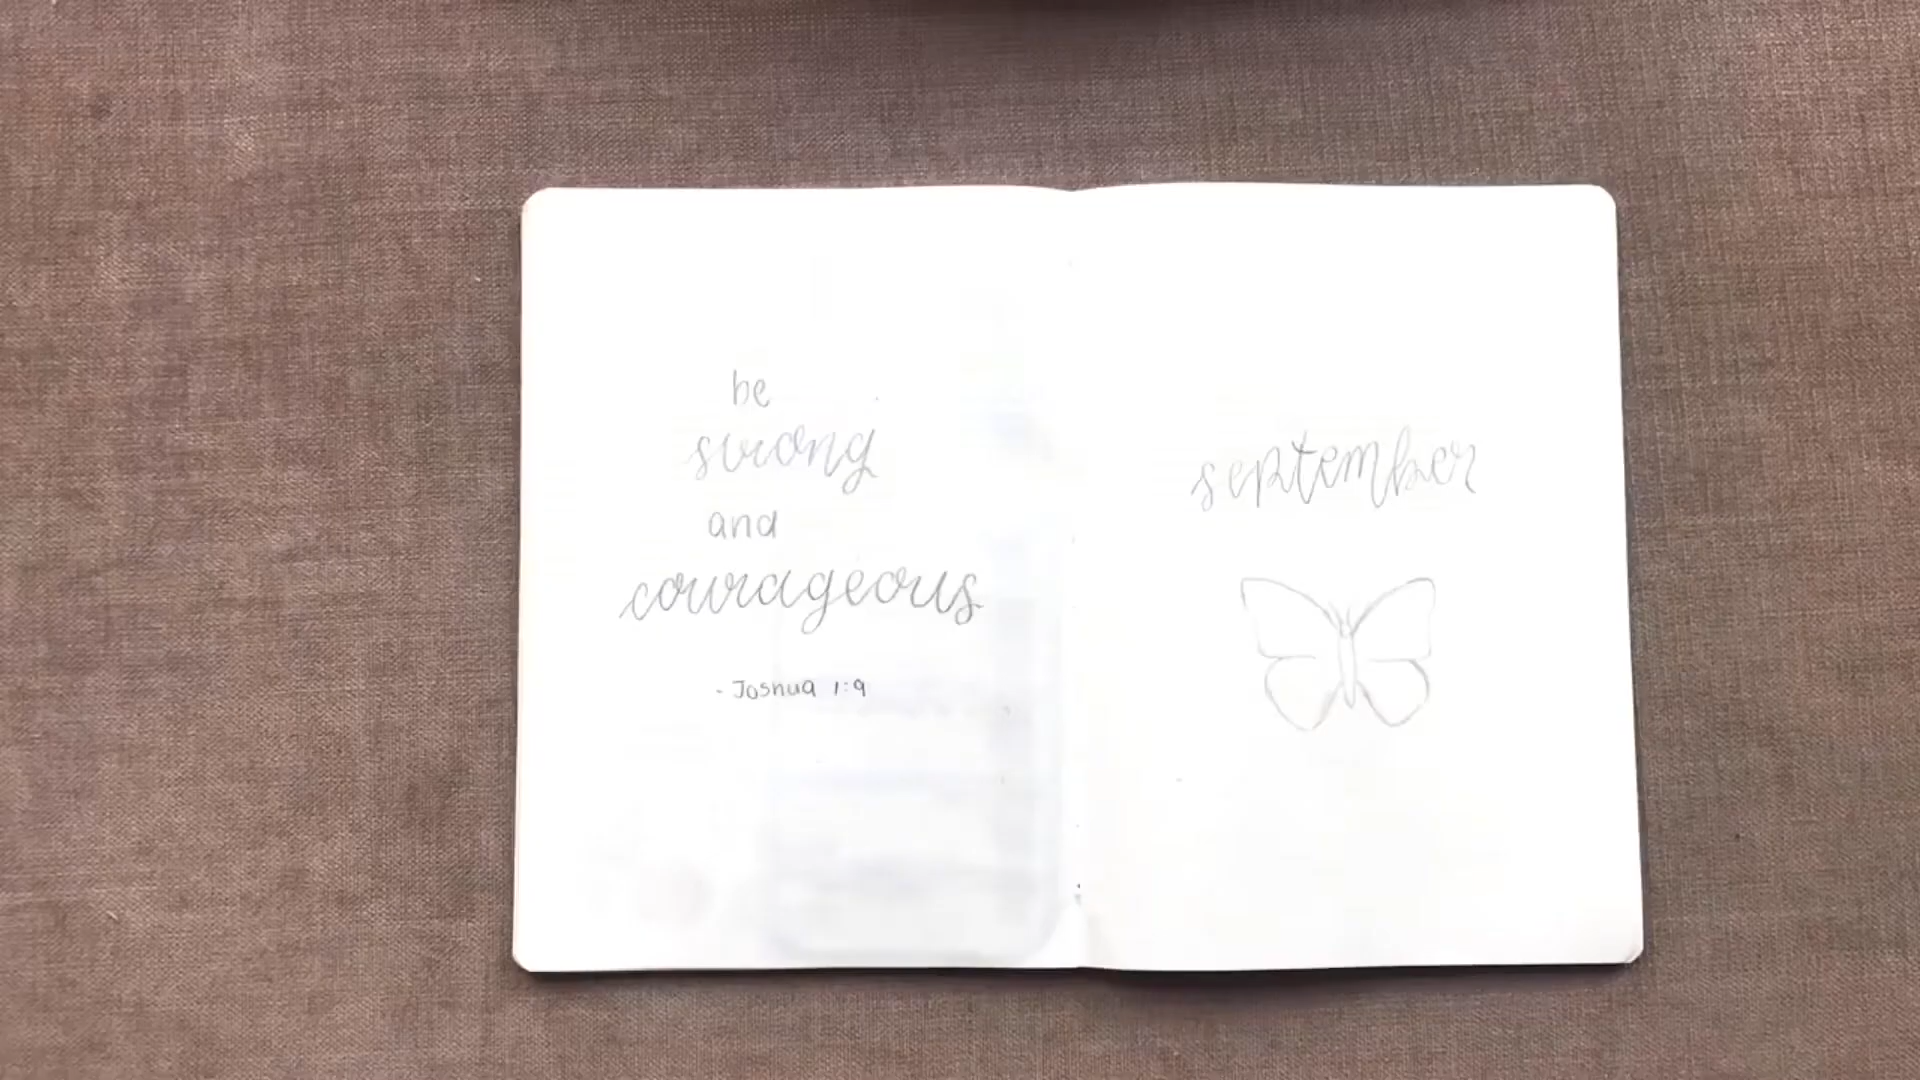 be
strong
and
courageous
- Joshua 1:9
september